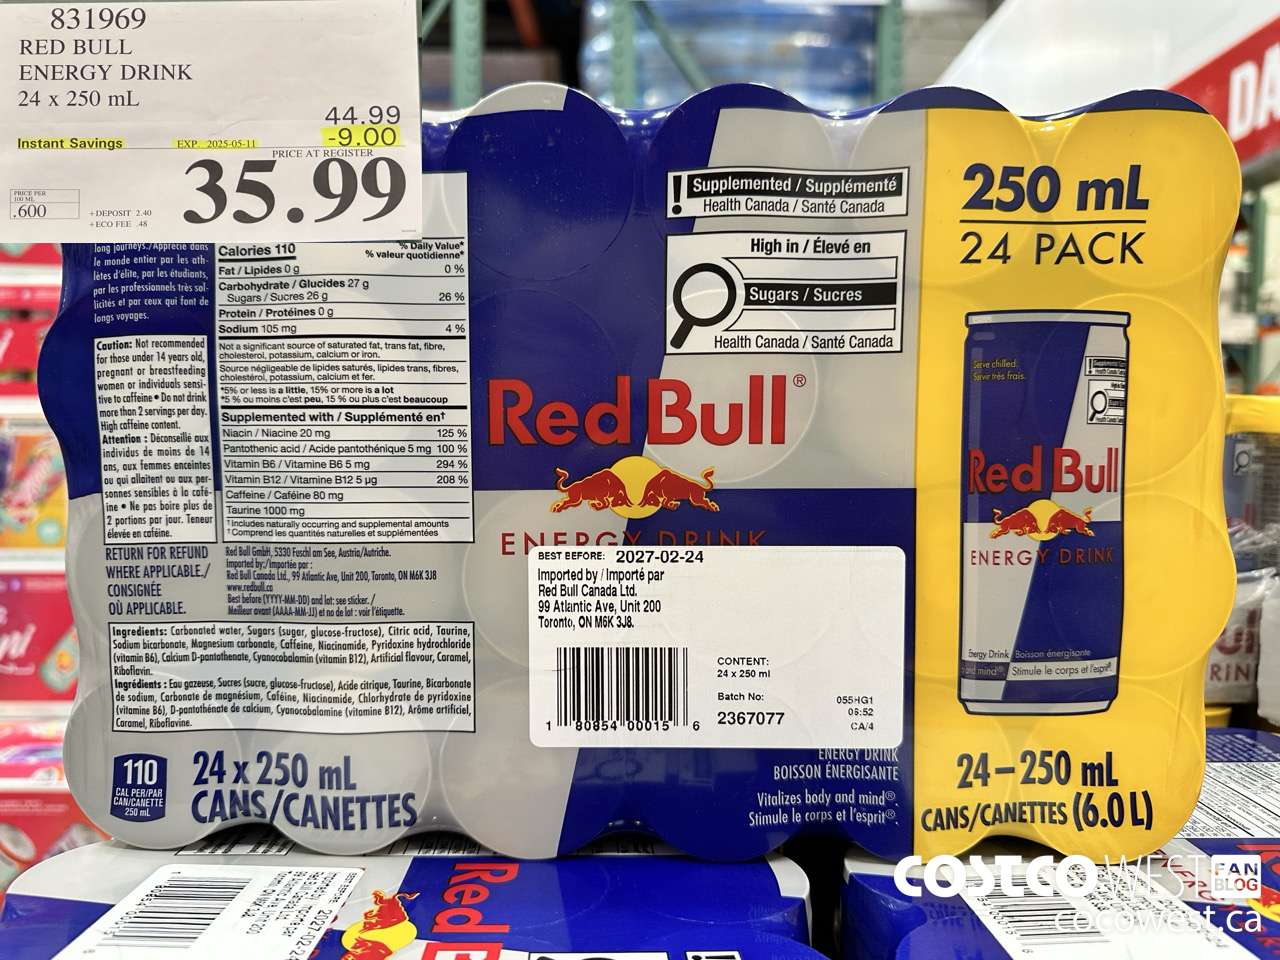 831969
RED BULL
ENERGY DRINK
24 x 250 mL
44.99
Instant Savings EXP. 2025-05-11 -9.00
PRICE AT REGISTER
35.99
PRICE PER
100 ML
.600
+DEPOSIT 2.40
+ECO FEE .48
long journeys./Apprécié dans
le monde entier par les ath-
lètes d'élite, par les étudiants,
par les professionnels très sol-
licités et par ceux qui font de
longs voyages.
Caution: Not recommended
for those under 14 years old,
pregnant or breastfeeding
women or individuals sensi-
tive to caffeine • Do not drink
more than 2 servings per day.
High caffeine content.
Attention : Déconseillé aux
individus de moins de 14
ans, aux femmes enceintes
ou qui allaitent ou aux per-
sonnes sensibles à la caféi-
ne • Ne pas boire plus de
2 portions par jour. Teneur
élevée en caféine.
RETURN FOR REFUND
WHERE APPLICABLE./
CONSIGNÉE
OÙ APPLICABLE.
Calories 110
% Daily Value*
% valeur quotidienne*
Fat / Lipides 0 g 0 %
Carbohydrate / Glucides 27 g
Sugars / Sucres 26 g 26 %
Protein / Protéines 0 g
Sodium 105 mg 4 %
Not a significant source of saturated fat, trans fat, fibre,
cholesterol, potassium, calcium or iron.
Source négligeable de lipides saturés, lipides trans, fibres,
cholestérol, potassium, calcium et fer.
*5% or less is a little, 15% or more is a lot
*5 % ou moins c'est peu, 15 % ou plus c'est beaucoup
Supplemented with / Supplémenté en†
Niacin / Niacine 20 mg 125 %
Pantothenic acid / Acide pantothénique 5 mg 100 %
Vitamin B6 / Vitamine B6 5 mg 294 %
Vitamin B12 / Vitamine B12 5 µg 208 %
Caffeine / Caféine 80 mg
Taurine 1000 mg
†Includes naturally occurring and supplemental amounts
†Comprend les quantités naturelles et supplémentées
Red Bull GmbH, 5330 Fuschl am See, Austria/Autriche.
Imported by:/Importée par :
Red Bull Canada Ltd., 99 Atlantic Ave, Unit 200, Toronto, ON M6K 3J8
www.redbull.ca
Best before (YYYY-MM-DD) and lot: see sticker. /
Meilleur avant (AAAA-MM-JJ) et no de lot : voir l'étiquette.
Ingredients: Carbonated water, Sugars (sugar, glucose-fructose), Citric acid, Taurine,
Sodium bicarbonate, Magnesium carbonate, Caffeine, Niacinamide, Pyridoxine hydrochloride
(vitamin B6), Calcium D-pantothenate, Cyanocobalamin (vitamin B12), Artificial flavour, Caramel,
Riboflavin.
Ingrédients : Eau gazeuse, Sucres (sucre, glucose-fructose), Acide citrique, Taurine, Bicarbonate
de sodium, Carbonate de magnésium, Caféine, Niacinamide, Chlorhydrate de pyridoxine
(vitamine B6), D-pantothénate de calcium, Cyanocobalamine (vitamine B12), Arôme artificiel,
Caramel, Riboflavine.
110
CAL PER/PAR
CAN/CANETTE
250 mL
24 x 250 mL
CANS/CANETTES
! Supplemented / Supplémenté
Health Canada / Santé Canada
High in / Élevé en
Sugars / Sucres
Health Canada / Santé Canada
Red Bull®
ENERGY DRINK
BEST BEFORE: 2027-02-24
Imported by / Importé par
Red Bull Canada Ltd.
99 Atlantic Ave, Unit 200
Toronto, ON M6K 3J8.
CONTENT:
24 x 250 ml
Batch No:
2367077
055HG1
08:52
CA/4
1 80854 00015 6
ENERGY DRINK
BOISSON ÉNERGISANTE
Vitalizes body and mind®.
Stimule le corps et l'esprit®.
250 mL
24 PACK
Serve chilled.
Servir très frais.
Red Bull
ENERGY DRINK
Energy Drink Boisson énergisante
and mind® Stimule le corps et l'esprit®
24–250 mL
CANS/CANETTES (6.0 L)
DA
Red
COSTCO WEST FAN BLOG
cocowest.ca